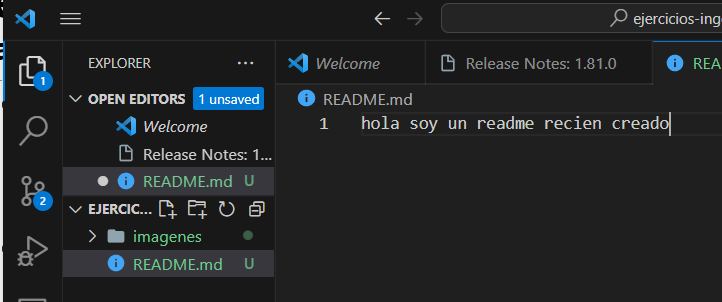 ejercicios-ing
EXPLORER
Welcome
Release Notes: 1.81.0
1
OPEN EDITORS
1 unsaved
README.md
Welcome
1
hola soy un readme recien creado
Release Notes: 1...
README.md
U
2
EJERCIC...
imagenes
README.md
U